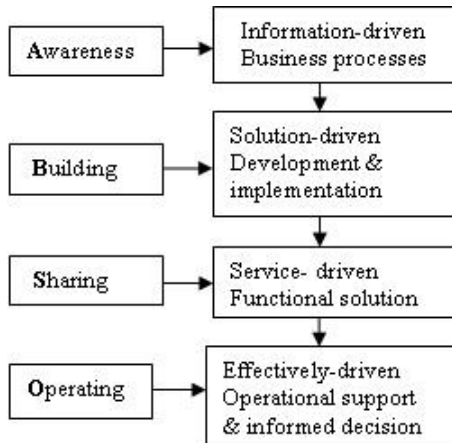 Awareness
Information-driven
Business processes
Building
Solution-driven
Development &
implementation
Sharing
Service- driven
Functional solution
Operating
Effectively-driven
Operational support
& informed decision